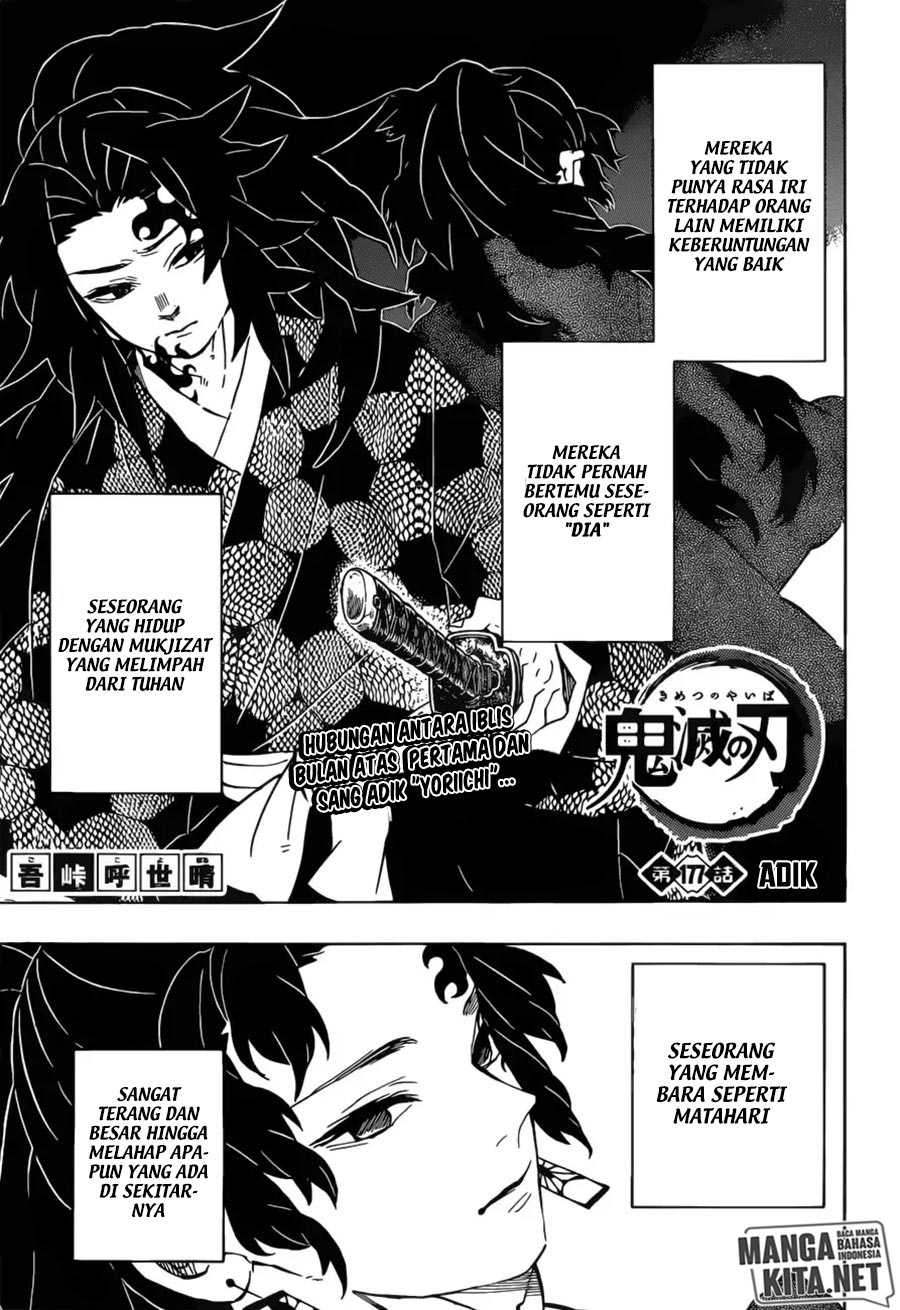 MEREKA
YANG TIDAK
PUNYA RASA IRI
TERHADAP ORANG
LAIN MEMILIKI
KEBERUNTUNGAN
YANG BAIK
MEREKA
TIDAK PERNAH
BERTEMU SESE-
ORANG SEPERTI
"DIA"
SESEORANG
YANG HIDUP
DENGAN MUKJIZAT
YANG MELIMPAH
DARI TUHAN
HUBUNGAN ANTARA IBLIS
BULAN ATAS PERTAMA DAN
SANG ADIK "YORIICHI"...
きめつのやいば
鬼滅の刃
第177話 ADIK
吾峠呼世晴
SESEORANG
YANG MEM-
BARA SEPERTI
MATAHARI
SANGAT
TERANG DAN
BESAR HINGGA
MELAHAP APA-
PUN YANG ADA
DI SEKITAR-
NYA
MANGA
BACA MANGA
BAHASA
INDONESIA
KITA.NET